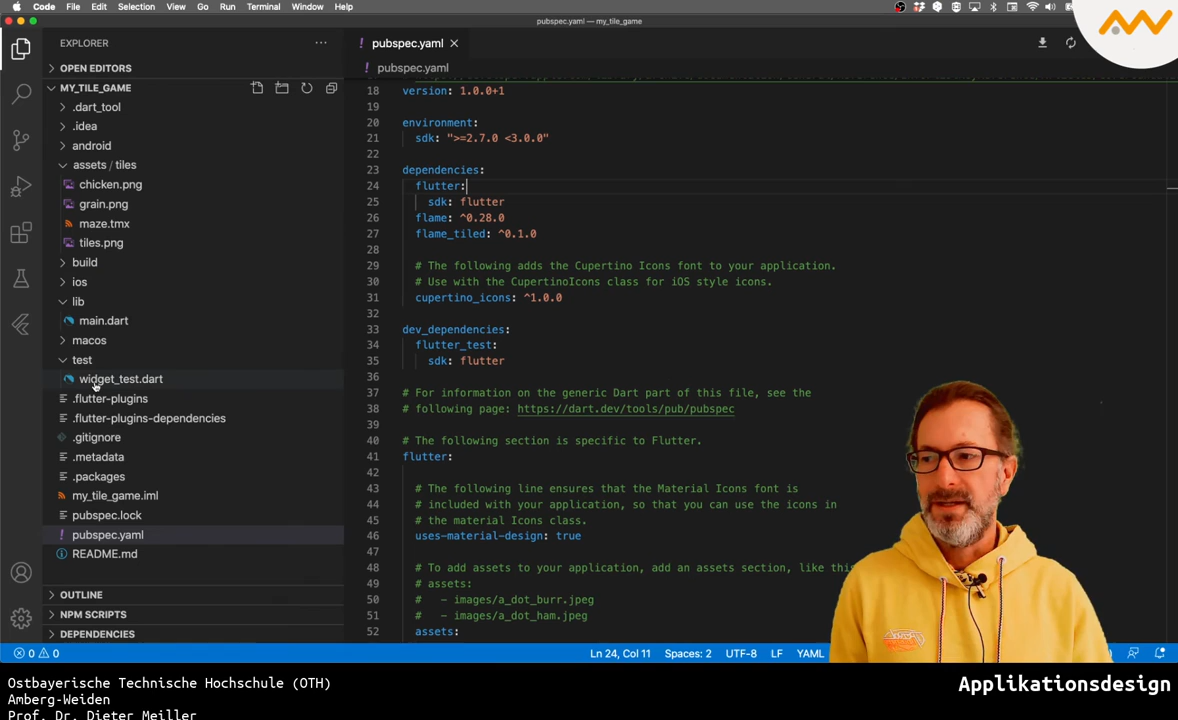 Code File Edit Selection View Go Run Terminal Window Help
pubspec.yaml — my_tile_game
EXPLORER
OPEN EDITORS
MY_TILE_GAME
.dart_tool
.idea
android
assets / tiles
chicken.png
grain.png
maze.tmx
tiles.png
build
ios
lib
main.dart
macos
test
widget_test.dart
.flutter-plugins
.flutter-plugins-dependencies
.gitignore
.metadata
.packages
my_tile_game.iml
pubspec.lock
pubspec.yaml
README.md
OUTLINE
NPM SCRIPTS
DEPENDENCIES
pubspec.yaml
pubspec.yaml
18 version: 1.0.0+1
19
20 environment:
21 sdk: ">=2.7.0 <3.0.0"
22
23 dependencies:
24 flutter:
25 sdk: flutter
26 flame: ^0.28.0
27 flame_tiled: ^0.1.0
28
29 # The following adds the Cupertino Icons font to your application.
30 # Use with the CupertinoIcons class for iOS style icons.
31 cupertino_icons: ^1.0.0
32
33 dev_dependencies:
34 flutter_test:
35 sdk: flutter
36
37 # For information on the generic Dart part of this file, see the
38 # following page: https://dart.dev/tools/pub/pubspec
39
40 # The following section is specific to Flutter.
41 flutter:
42
43 # The following line ensures that the Material Icons font is
44 # included with your application, so that you can use the icons in
45 # the material Icons class.
46 uses-material-design: true
47
48 # To add assets to your application, add an assets section, like this
49 # assets:
50 # - images/a_dot_burr.jpeg
51 # - images/a_dot_ham.jpeg
52 assets:
0 0 Ln 24, Col 11 Spaces: 2 UTF-8 LF YAML
Ostbayerische Technische Hochschule (OTH)
Amberg-Weiden
Prof. Dr. Dieter Meiller
Applikationsdesign